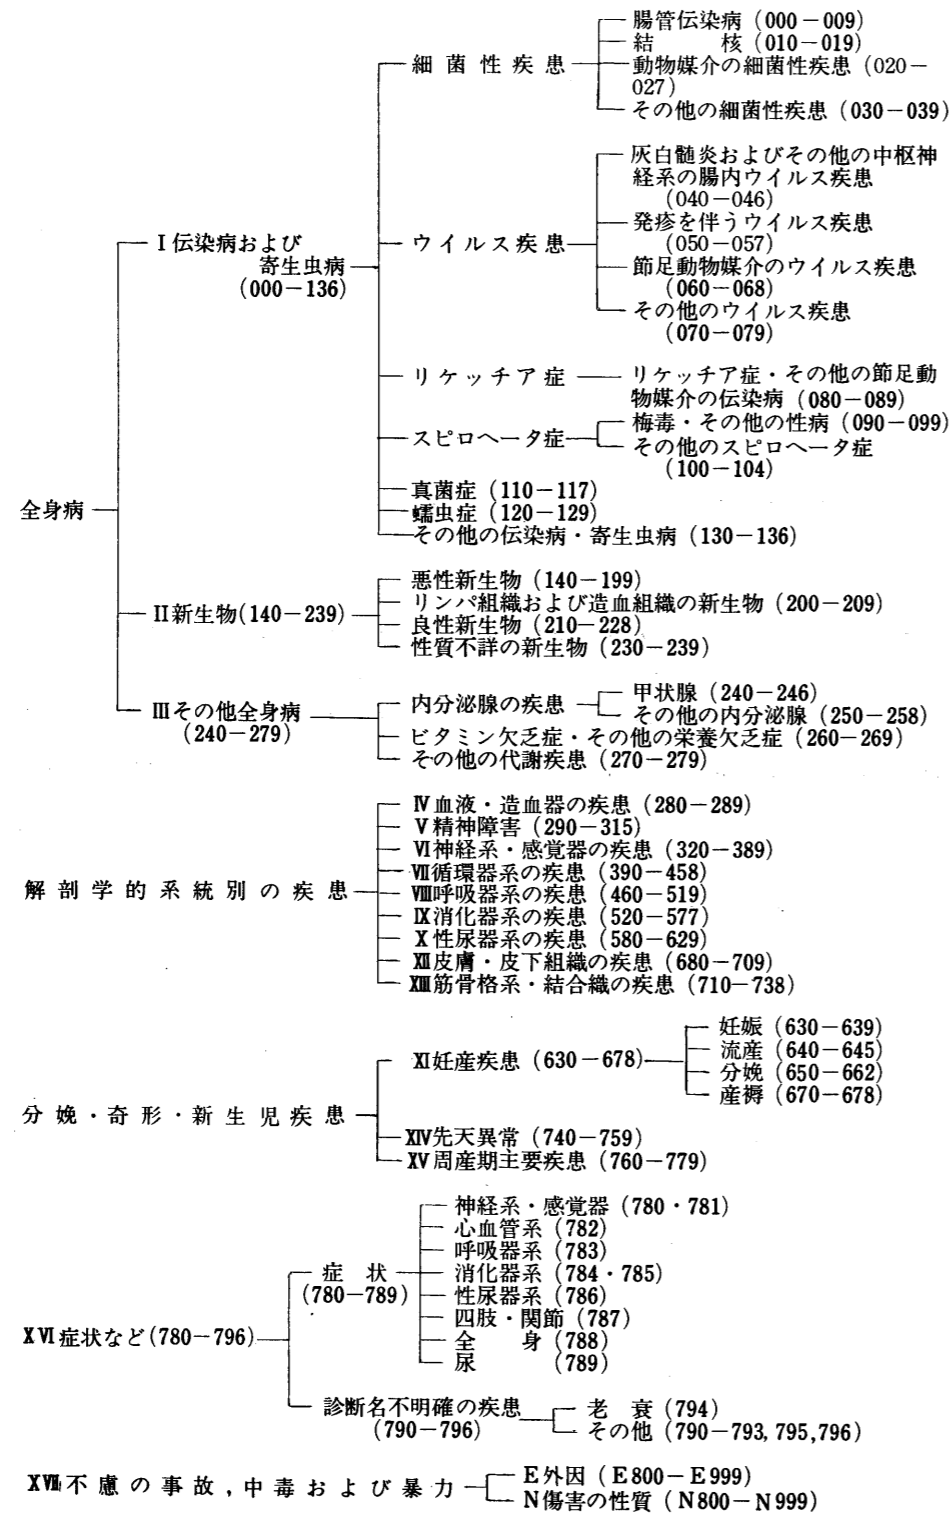 全身病
I伝染病および
寄生虫病
(000－136)
細菌性疾患
腸管伝染病（000－009）
結　核（010－019）
動物媒介の細菌性疾患（020－
027）
その他の細菌性疾患（030－039）
ウイルス疾患
灰白髄炎およびその他の中枢神
経系の腸内ウイルス疾患
（040－046）
発疹を伴うウイルス疾患
（050－057）
節足動物媒介のウイルス疾患
（060－068）
その他のウイルス疾患
（070－079）
リケッチア症
リケッチア症・その他の節足動
物媒介の伝染病（080－089）
スピロヘータ症
梅毒・その他の性病（090－099）
その他のスピロヘータ症
（100－104）
真菌症（110－117）
蠕虫症（120－129）
その他の伝染病・寄生虫病（130－136）
II新生物(140－239)
悪性新生物（140－199）
リンパ組織および造血組織の新生物（200－209）
良性新生物（210－228）
性質不詳の新生物（230－239）
IIIその他全身病
(240－279)
内分泌腺の疾患
甲状腺（240－246）
その他の内分泌腺（250－258）
ビタミン欠乏症・その他の栄養欠乏症（260－269）
その他の代謝疾患（270－279）
解剖学的系統別の疾患
IV血液・造血器の疾患（280－289）
V精神障害（290－315）
VI神経系・感覚器の疾患（320－389）
VII循環器系の疾患（390－458）
VIII呼吸器系の疾患（460－519）
IX消化器系の疾患（520－577）
X性尿器系の疾患（580－629）
XII皮膚・皮下組織の疾患（680－709）
XIII筋骨格系・結合織の疾患（710－738）
分娩・奇形・新生児疾患
XI妊産疾患（630－678）
妊娠（630－639）
流産（640－645）
分娩（650－662）
産褥（670－678）
XIV先天異常（740－759）
XV周産期主要疾患（760－779）
XVI症状など(780－796)
症状
(780－789)
神経系・感覚器（780・781）
心血管系（782）
呼吸器系（783）
消化器系（784・785）
性尿器系（786）
四肢・関節（787）
全　身（788）
尿（789）
診断名不明確の疾患
(790－796)
老　衰（794）
その他（790－793, 795,796）
XVII不慮の事故,中毒および暴力
E外因（E800－E999）
N傷害の性質（N800－N999）